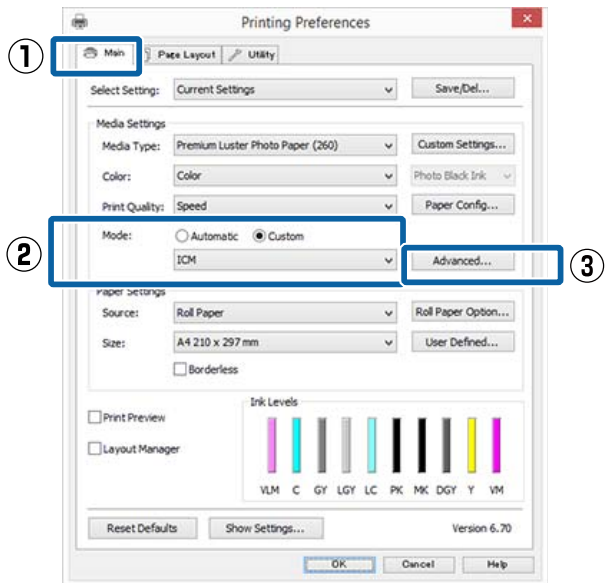 Printing Preferences
① Main Page Layout Utility
Select Setting: Current Settings Save/Del...
Media Settings
Media Type: Premium Luster Photo Paper (260) Custom Settings...
Color: Color Photo Black Ink
Print Quality: Speed Paper Config...
② Mode: Automatic Custom
ICM Advanced... ③
Paper Settings
Source: Roll Paper Roll Paper Option...
Size: A4 210 x 297 mm User Defined...
Borderless
Ink Levels
Print Preview
Layout Manager
VLM C GY LGY LC PK MK DGY Y VM
Reset Defaults Show Settings... Version 6.70
OK Cancel Help